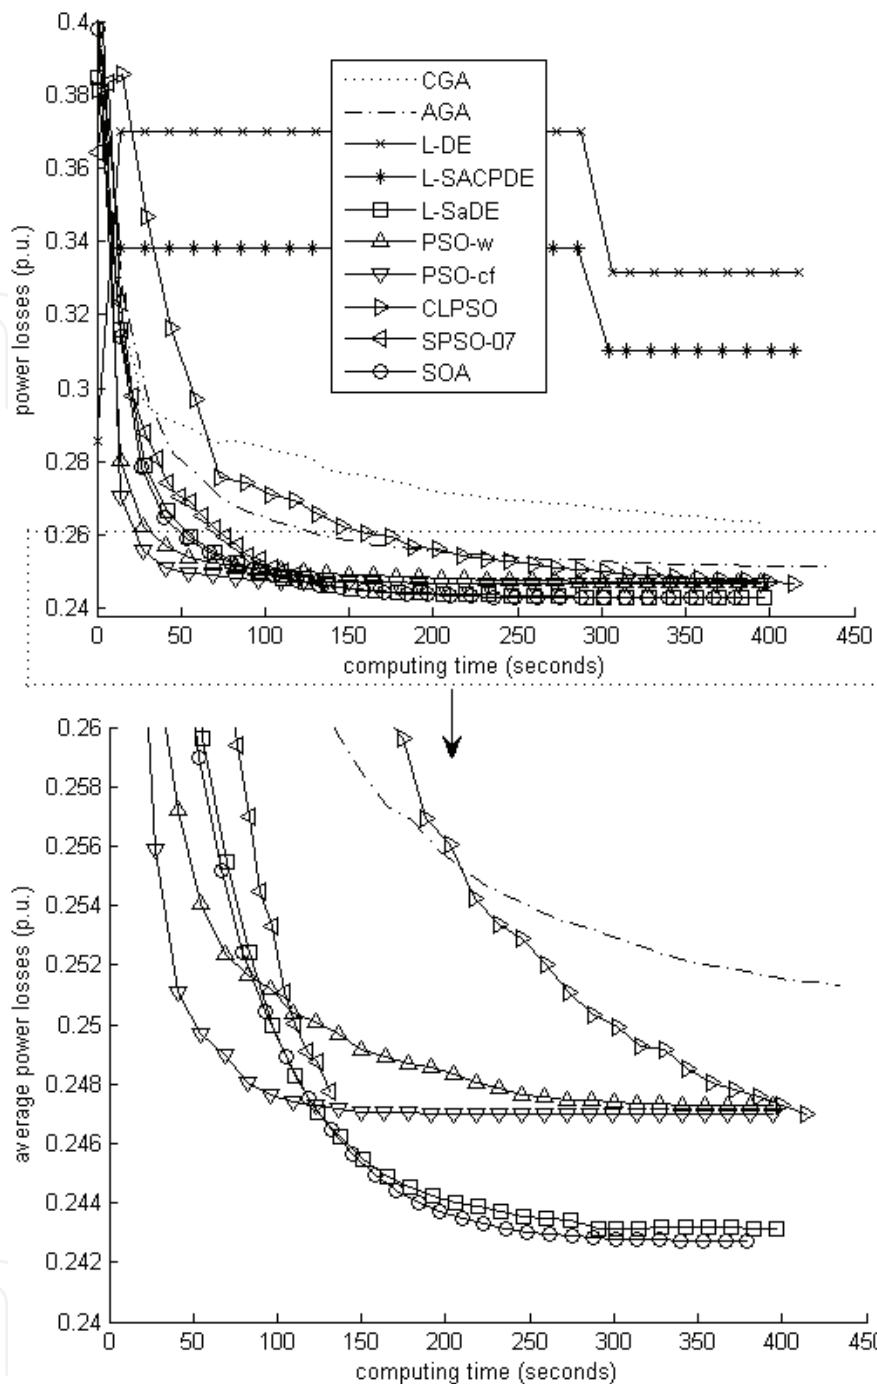 0.4
0.38
0.36
0.34
0.32
0.3
0.28
0.26
0.24
power losses (p.u.)
CGA
AGA
L-DE
L-SACPDE
L-SaDE
PSO-w
PSO-cf
CLPSO
SPSO-07
SOA
0 50 100 150 200 250 300 350 400 450
computing time (seconds)
0.26
0.258
0.256
0.254
0.252
0.25
0.248
0.246
0.244
0.242
0.24
average power losses (p.u.)
0 50 100 150 200 250 300 350 400 450
computing time (seconds)